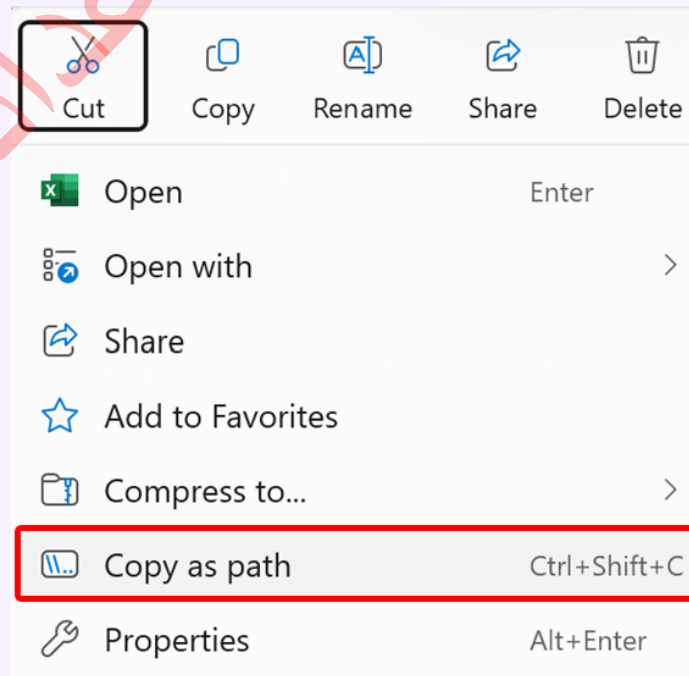 Cut Copy Rename Share Delete
Open Enter
Open with
Share
Add to Favorites
Compress to...
Copy as path Ctrl+Shift+C
Properties Alt+Enter